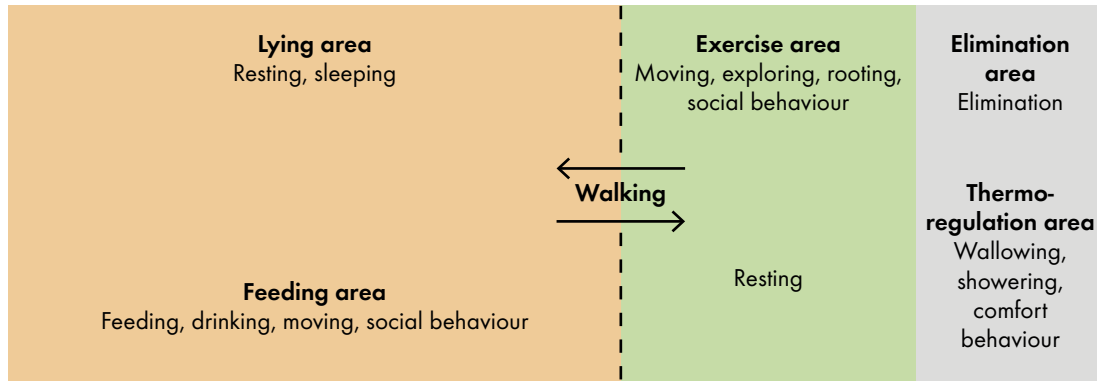 Lying area
Resting, sleeping
Exercise area
Moving, exploring, rooting,
social behaviour
Elimination
area
Elimination
Walking
Feeding area
Feeding, drinking, moving, social behaviour
Resting
Thermo-
regulation area
Wallowing,
showering,
comfort
behaviour